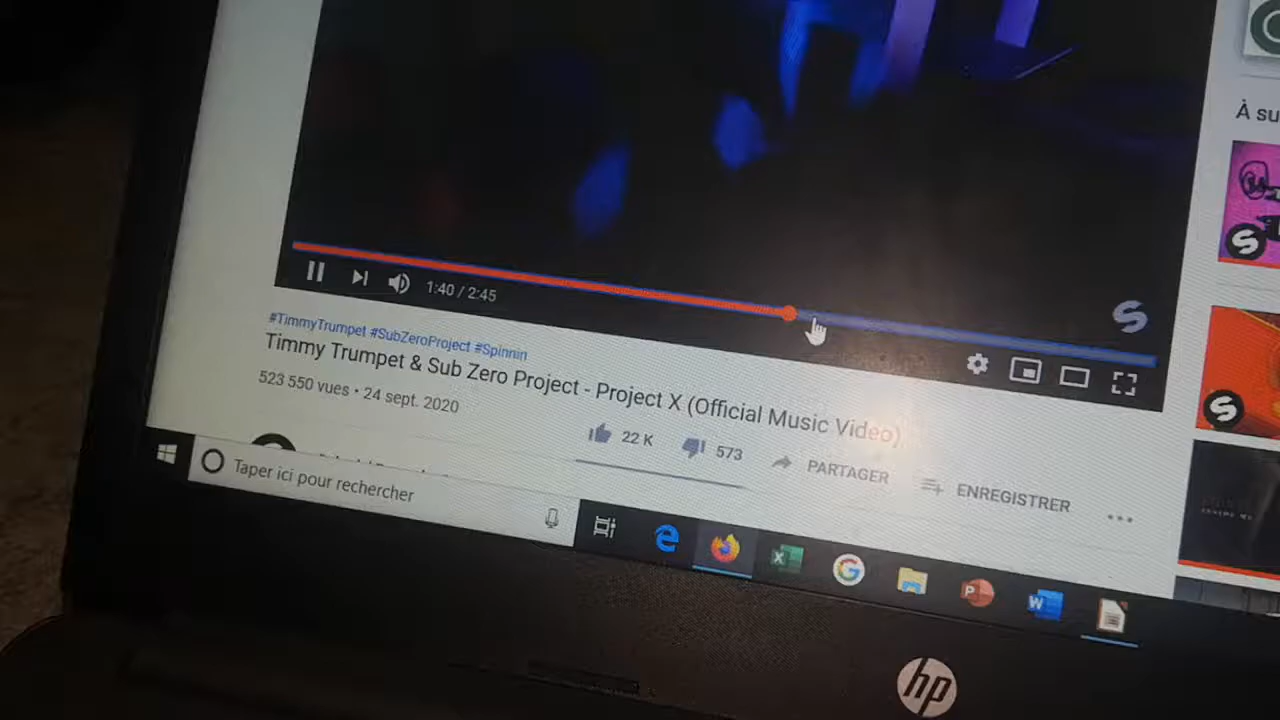 À su
1:40 / 2:45
#TimmyTrumpet #SubZeroProject #Spinnin
Timmy Trumpet & Sub Zero Project - Project X (Official Music Video)
523 550 vues • 24 sept. 2020
22 K
573
PARTAGER
ENREGISTRER
Taper ici pour rechercher
hp